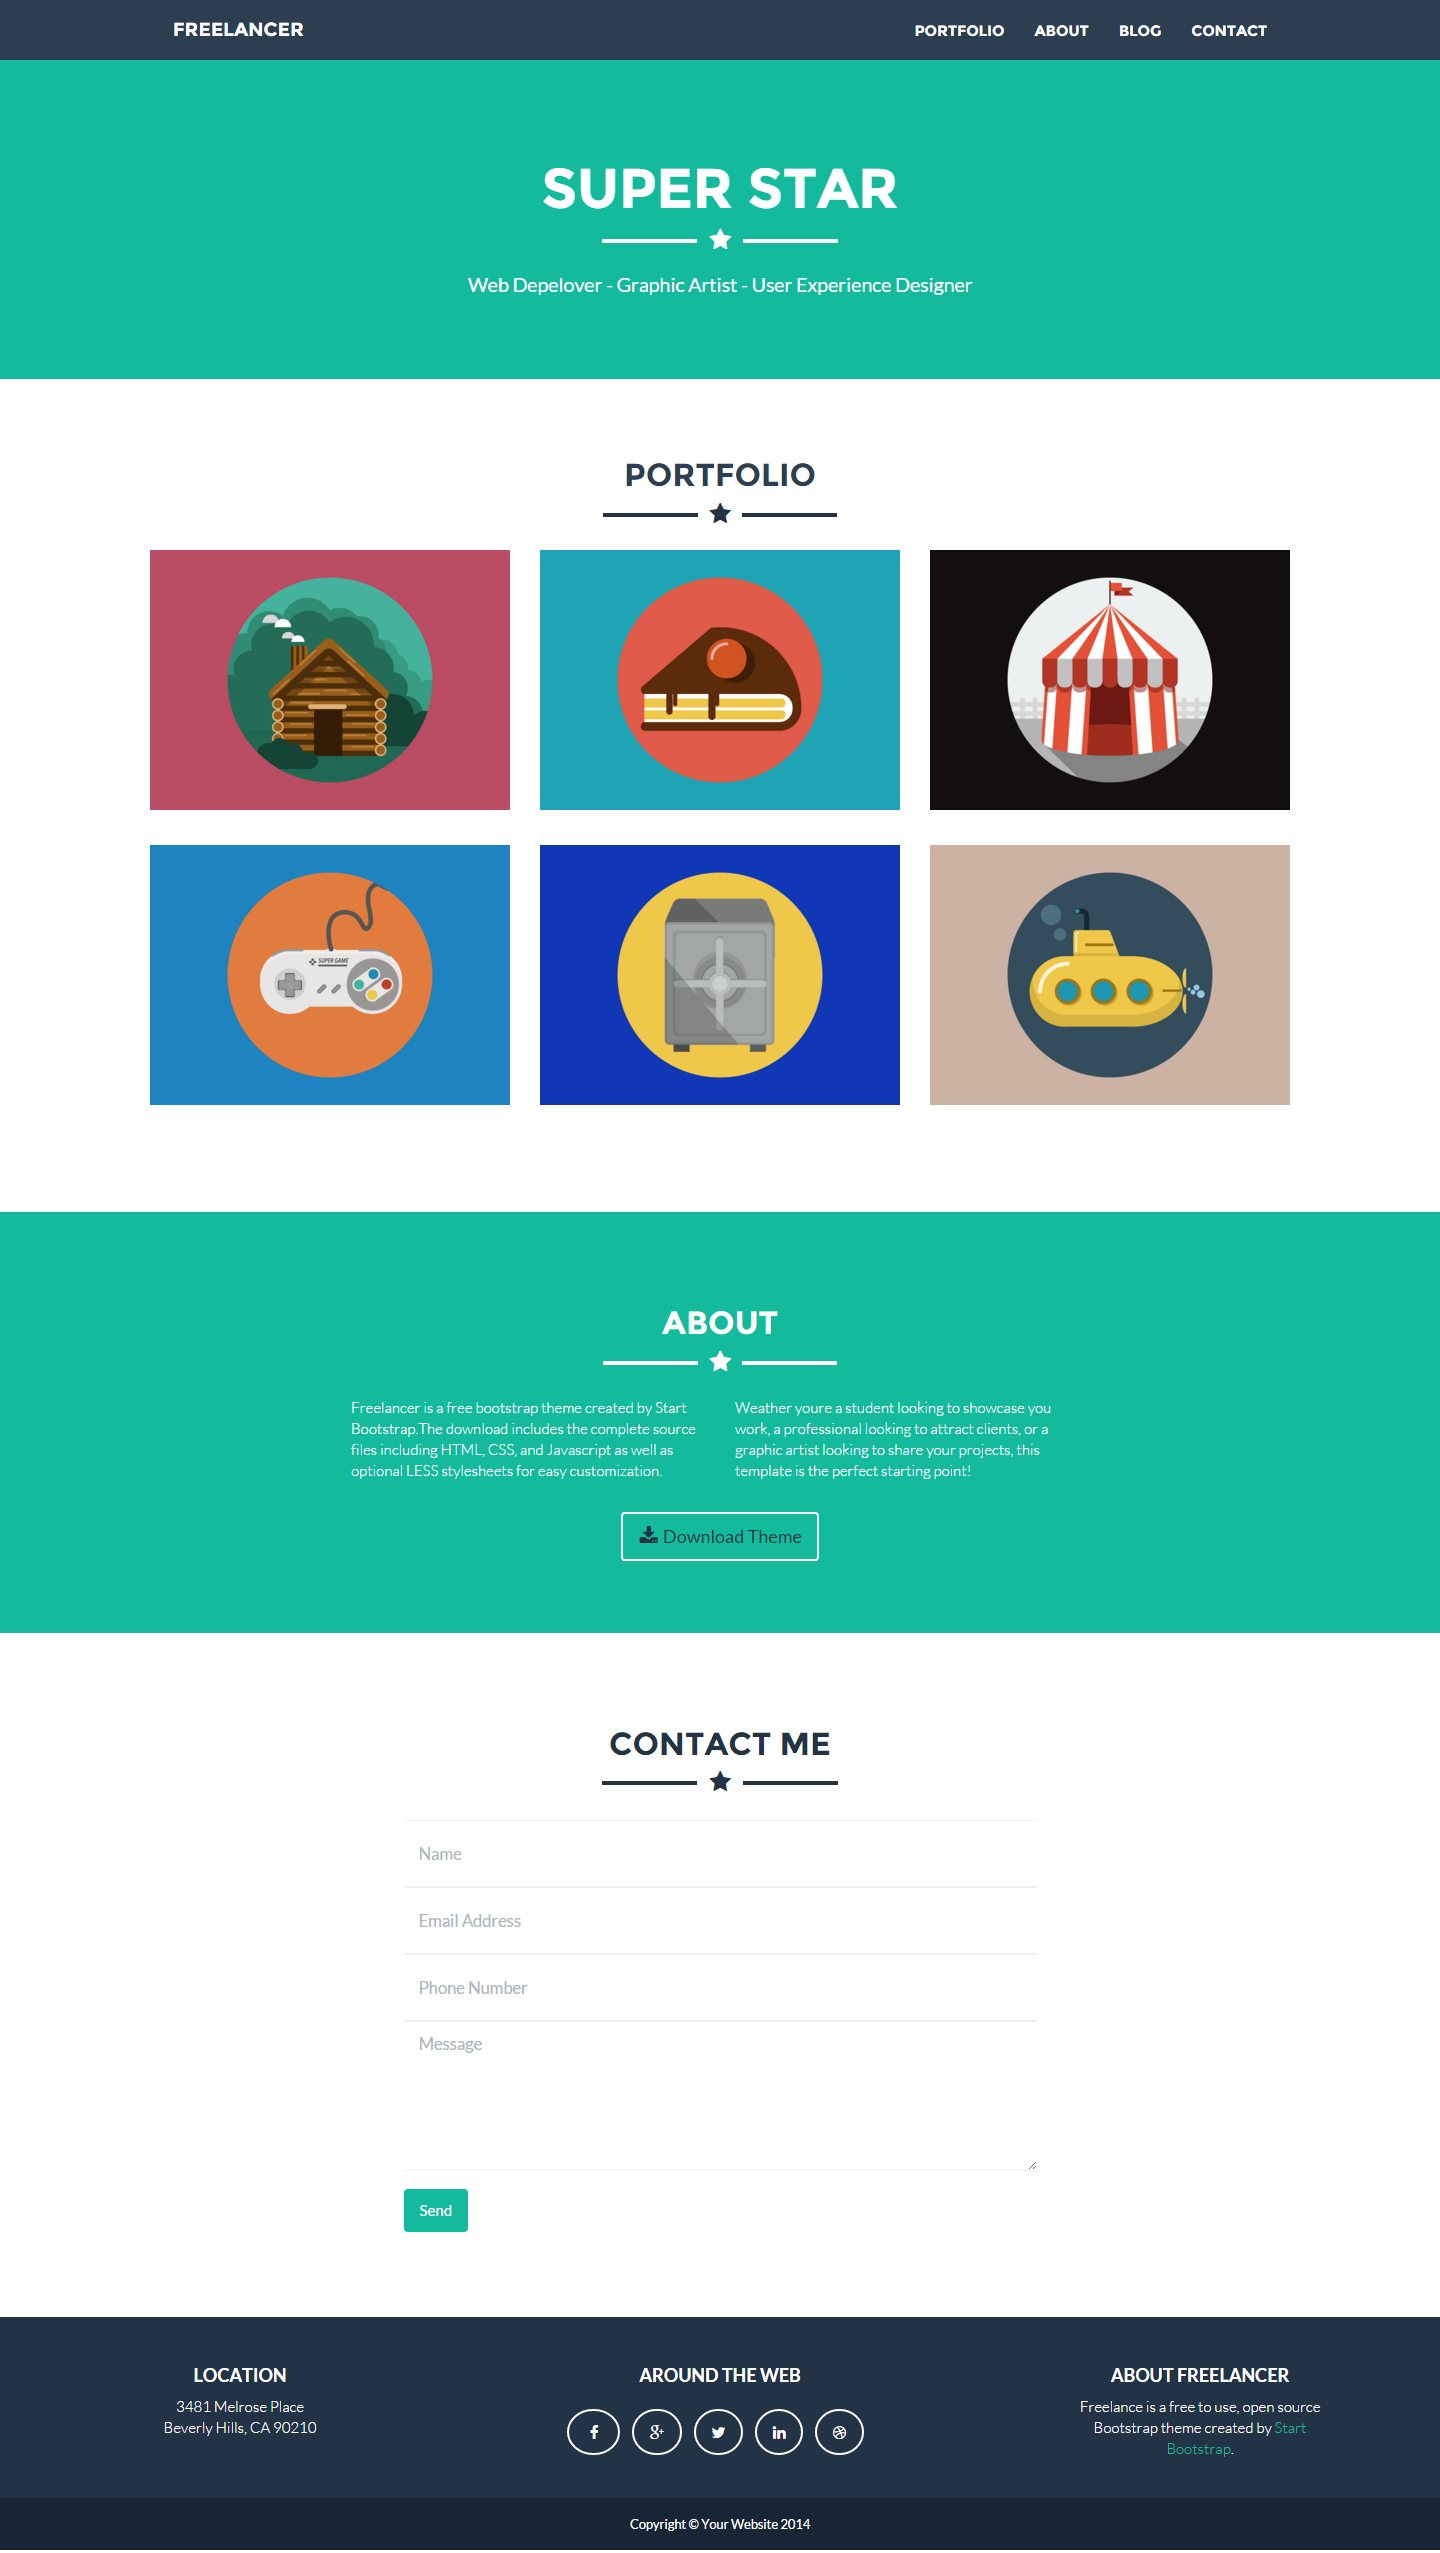 FREELANCER
PORTFOLIO
ABOUT
BLOG
CONTACT
SUPER STAR
Web Depelover - Graphic Artist - User Experience Designer
PORTFOLIO
SUPER GAME
ABOUT
Freelancer is a free bootstrap theme created by Start
Bootstrap.The download includes the complete source
files including HTML, CSS, and Javascript as well as
optional LESS stylesheets for easy customization.
Weather youre a student looking to showcase you
work, a professional looking to attract clients, or a
graphic artist looking to share your projects, this
template is the perfect starting point!
Download Theme
CONTACT ME
Name
Email Address
Phone Number
Message
Send
LOCATION
3481 Melrose Place
Beverly Hills, CA 90210
AROUND THE WEB
ABOUT FREELANCER
Freelance is a free to use, open source
Bootstrap theme created by Start
Bootstrap.
Copyright © Your Website 2014